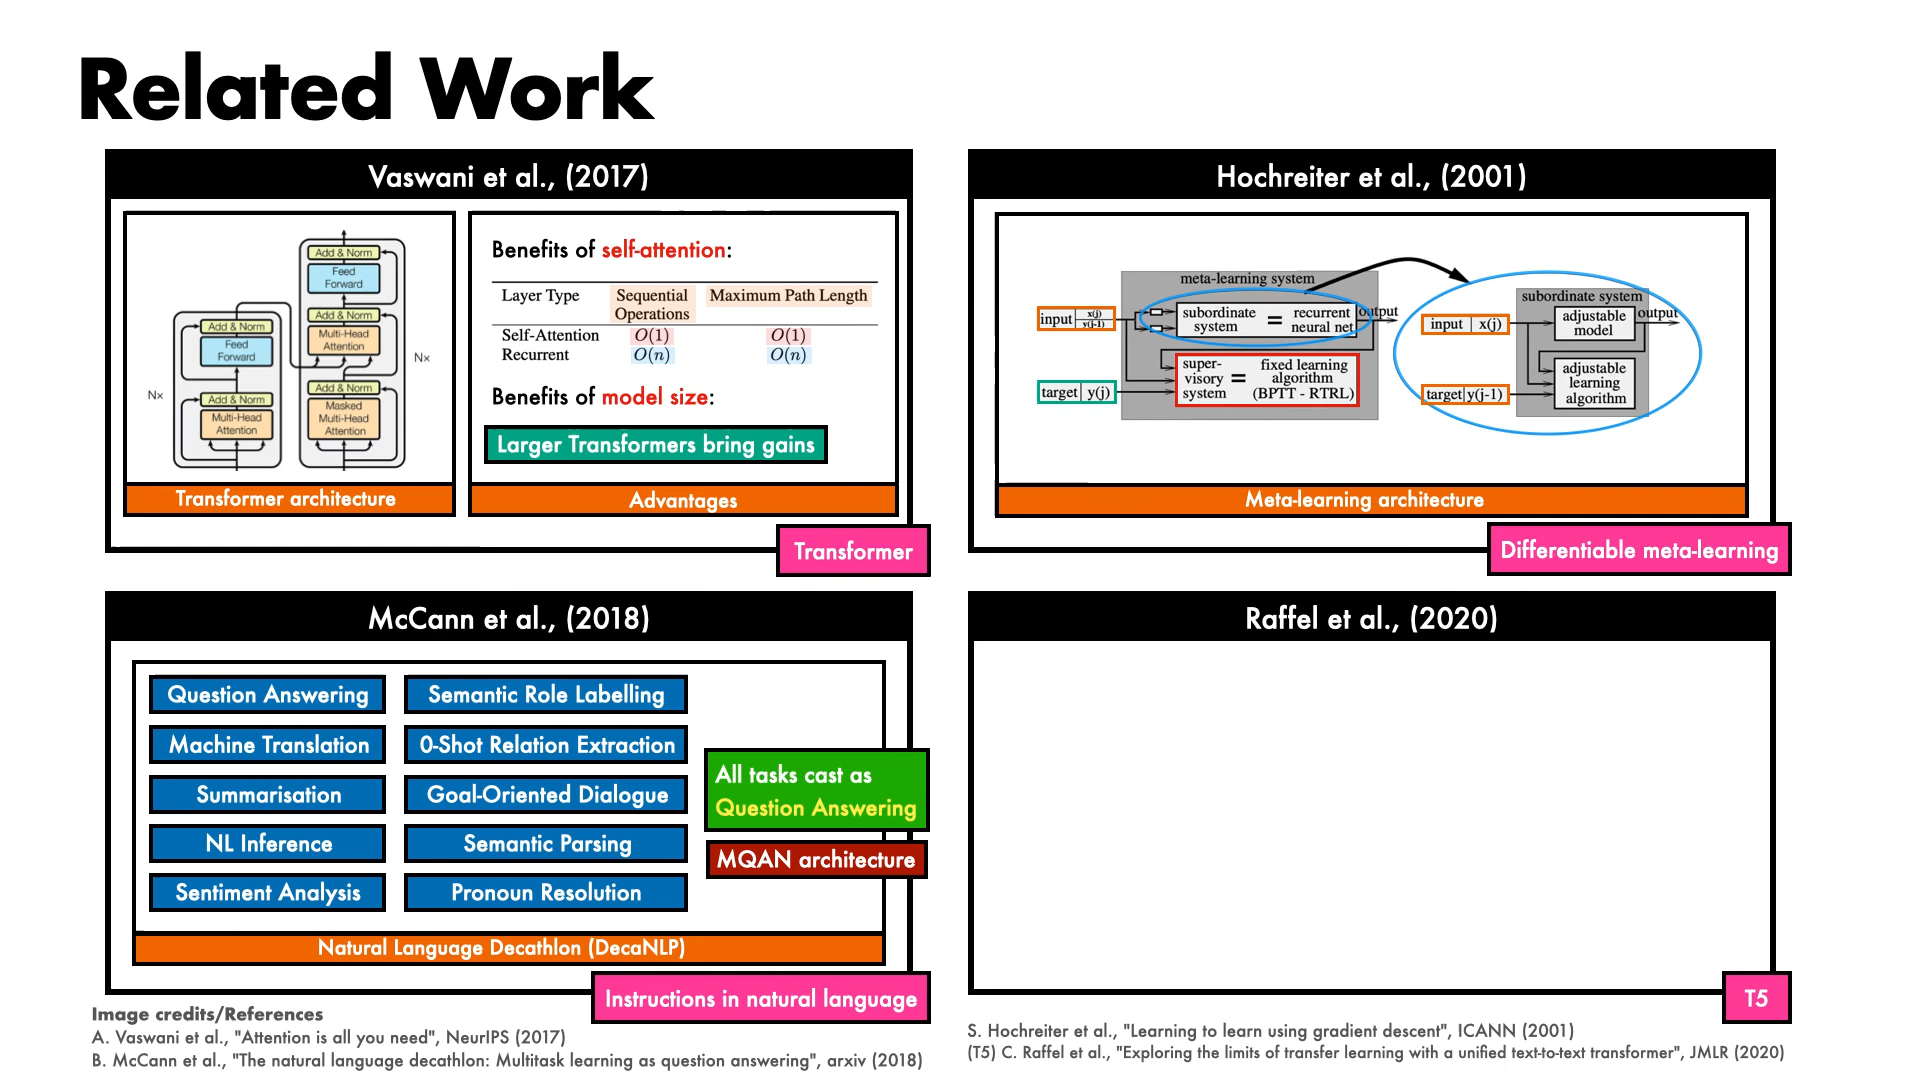 Related Work
Vaswani et al., (2017)
Add & Norm
Feed
Forward
Add & Norm
Multi-Head
Attention
Add & Norm
Masked
Multi-Head
Attention
Nx
Add & Norm
Feed
Forward
Add & Norm
Multi-Head
Attention
Nx
Transformer architecture
Benefits of self-attention:
Layer Type Sequential Maximum Path Length
Operations
Self-Attention O(1) O(1)
Recurrent O(n) O(n)
Benefits of model size:
Larger Transformers bring gains
Advantages
Transformer
Hochreiter et al., (2001)
meta-learning system
input x(j)
y(j-1)
subordinate = recurrent
system neural net
output
target y(j)
super- fixed learning
visory = algorithm
system (BPTT - RTRL)
subordinate system
input x(j)
adjustable
model
output
target y(j-1)
adjustable
learning
algorithm
Meta-learning architecture
Differentiable meta-learning
McCann et al., (2018)
Question Answering Semantic Role Labelling
Machine Translation 0-Shot Relation Extraction
Summarisation Goal-Oriented Dialogue
NL Inference Semantic Parsing
Sentiment Analysis Pronoun Resolution
All tasks cast as
Question Answering
MQAN architecture
Natural Language Decathlon (DecaNLP)
Instructions in natural language
Raffel et al., (2020)
T5
Image credits/References
A. Vaswani et al., "Attention is all you need", NeurIPS (2017)
B. McCann et al., "The natural language decathlon: Multitask learning as question answering", arxiv (2018)
S. Hochreiter et al., "Learning to learn using gradient descent", ICANN (2001)
(T5) C. Raffel et al., "Exploring the limits of transfer learning with a unified text-to-text transformer", JMLR (2020)